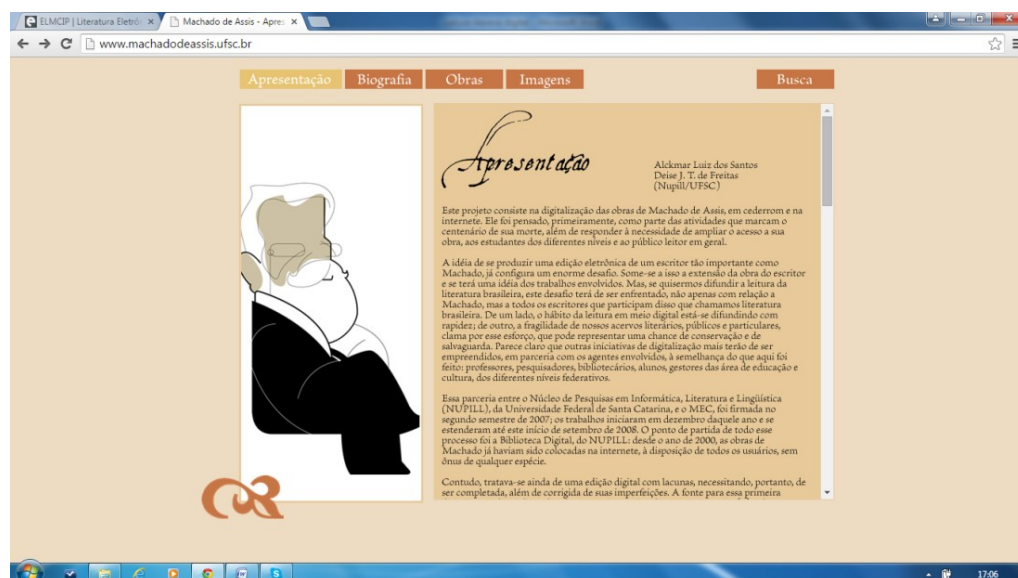 ELMCIP | Literatura Eletrô
Machado de Assis - Apres
www.machadodeassis.ufsc.br
Apresentação Biografia Obras Imagens Busca
Apresentação
Alckmar Luiz dos Santos
Deise J. T. de Freitas
(Nupill/UFSC)
Este projeto consiste na digitalização das obras de Machado de Assis, em cederrom e na
internete. Ele foi pensado, primeiramente, como parte das atividades que marcam o
centenário de sua morte, além de responder à necessidade de ampliar o acesso a sua
obra, aos estudantes dos diferentes níveis e ao público leitor em geral.
A idéia de se produzir uma edição eletrônica de um escritor tão importante como
Machado, já configura um enorme desafio. Some-se a isso a extensão da obra do escritor
e se terá uma idéia dos trabalhos envolvidos. Mas, se quisermos difundir a leitura da
literatura brasileira, este desafio terá de ser enfrentado, não apenas com relação a
Machado, mas a todos os escritores que participam disso que chamamos literatura
brasileira. De um lado, o hábito da leitura em meio digital está-se difundindo com
rapidez; de outro, a fragilidade de nossos acervos literários, públicos e particulares,
clama por esse esforço, que pode representar uma chance de conservação e de
salvaguarda. Parece claro que outras iniciativas de digitalização mais terão de ser
empreendidos, em parceria com os agentes envolvidos, à semelhança do que aqui foi
feito: professores, pesquisadores, bibliotecários, alunos, gestores das área de educação e
cultura, dos diferentes níveis federativos.
Essa parceria entre o Núcleo de Pesquisas em Informática, Literatura e Lingüística
(NUPILL), da Universidade Federal de Santa Catarina, e o MEC, foi firmada no
segundo semestre de 2007; os trabalhos iniciaram em dezembro daquele ano e se
estenderam até este início de setembro de 2008. O ponto de partida de todo esse
processo foi a Biblioteca Digital, do NUPILL: desde o ano de 2000, as obras de
Machado já haviam sido colocadas na internete, à disposição de todos os usuários, sem
ônus de qualquer espécie.
Contudo, tratava-se ainda de uma edição digital com lacunas, necessitando, portanto, de
ser completada, além de corrigida de suas imperfeições. A fonte para essa primeira
17:06